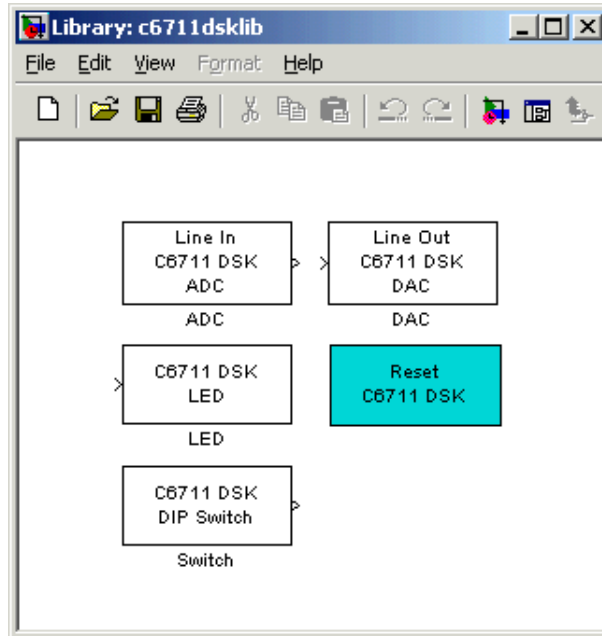 Library: c6711dsklib
File Edit View Format Help
Line In
C6711 DSK
ADC
ADC
Line Out
C6711 DSK
DAC
DAC
C6711 DSK
LED
LED
Reset
C6711 DSK
C6711 DSK
DIP Switch
Switch